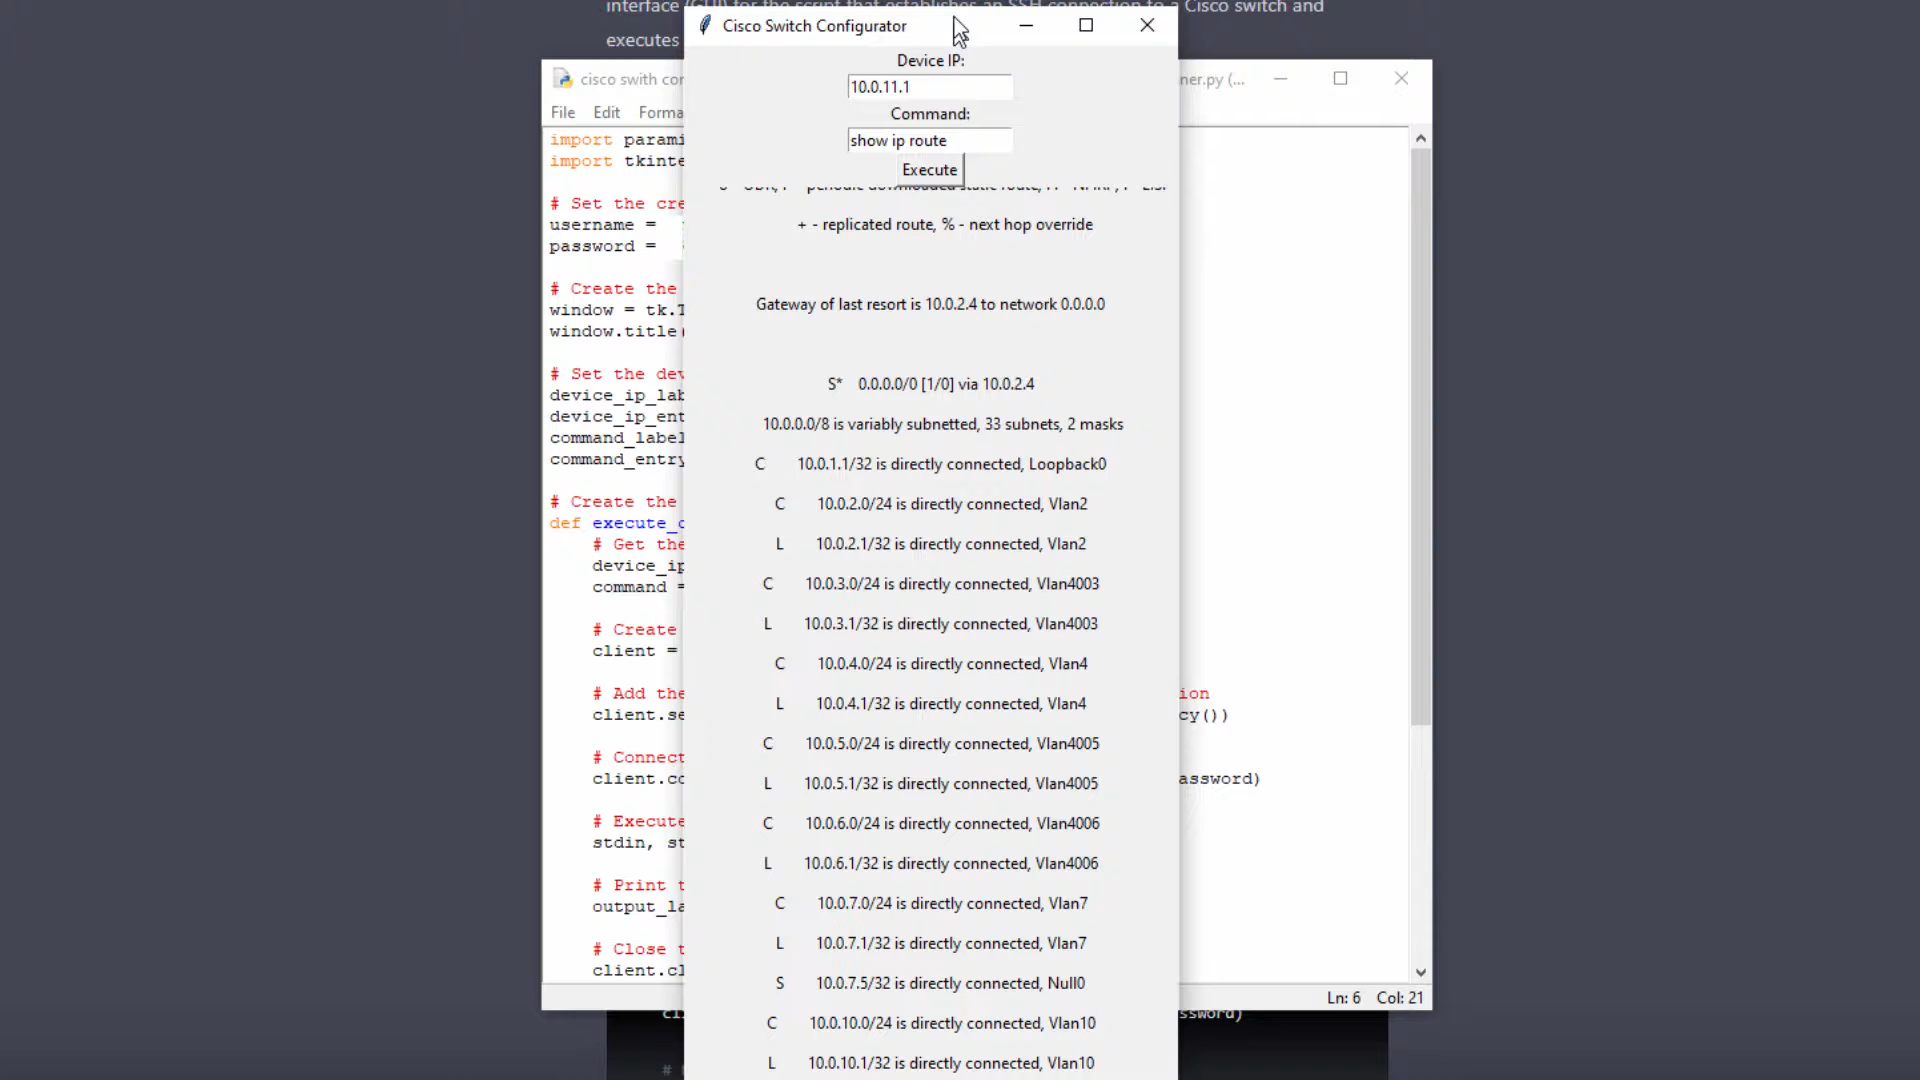 interface (GUI) for the script that establishes an SSH connection to a Cisco switch and
executes
Cisco Switch Configurator
Device IP:
10.0.11.1
Command:
show ip route
Execute
+ - replicated route, % - next hop override
Gateway of last resort is 10.0.2.4 to network 0.0.0.0
S* 0.0.0.0/0 [1/0] via 10.0.2.4
10.0.0.0/8 is variably subnetted, 33 subnets, 2 masks
C 10.0.1.1/32 is directly connected, Loopback0
C 10.0.2.0/24 is directly connected, Vlan2
L 10.0.2.1/32 is directly connected, Vlan2
C 10.0.3.0/24 is directly connected, Vlan4003
L 10.0.3.1/32 is directly connected, Vlan4003
C 10.0.4.0/24 is directly connected, Vlan4
L 10.0.4.1/32 is directly connected, Vlan4
C 10.0.5.0/24 is directly connected, Vlan4005
L 10.0.5.1/32 is directly connected, Vlan4005
C 10.0.6.0/24 is directly connected, Vlan4006
L 10.0.6.1/32 is directly connected, Vlan4006
C 10.0.7.0/24 is directly connected, Vlan7
L 10.0.7.1/32 is directly connected, Vlan7
S 10.0.7.5/32 is directly connected, Null0
C 10.0.10.0/24 is directly connected, Vlan10
L 10.0.10.1/32 is directly connected, Vlan10
cisco swith cor
ner.py (...
File Edit Forma
import parami
import tkinte
# Set the cre
username =
password =
# Create the
window = tk.T
window.title(
# Set the dev
device_ip_lab
device_ip_ent
command_label
command_entry
# Create the
def execute_c
# Get the
device_ip
command =
# Create
client =
# Add the ion
client.se cy())
# Connect
client.co assword)
# Execute
stdin, st
# Print t
output_la
# Close t
client.cl
Ln: 6 Col: 21
cli ssword)
#